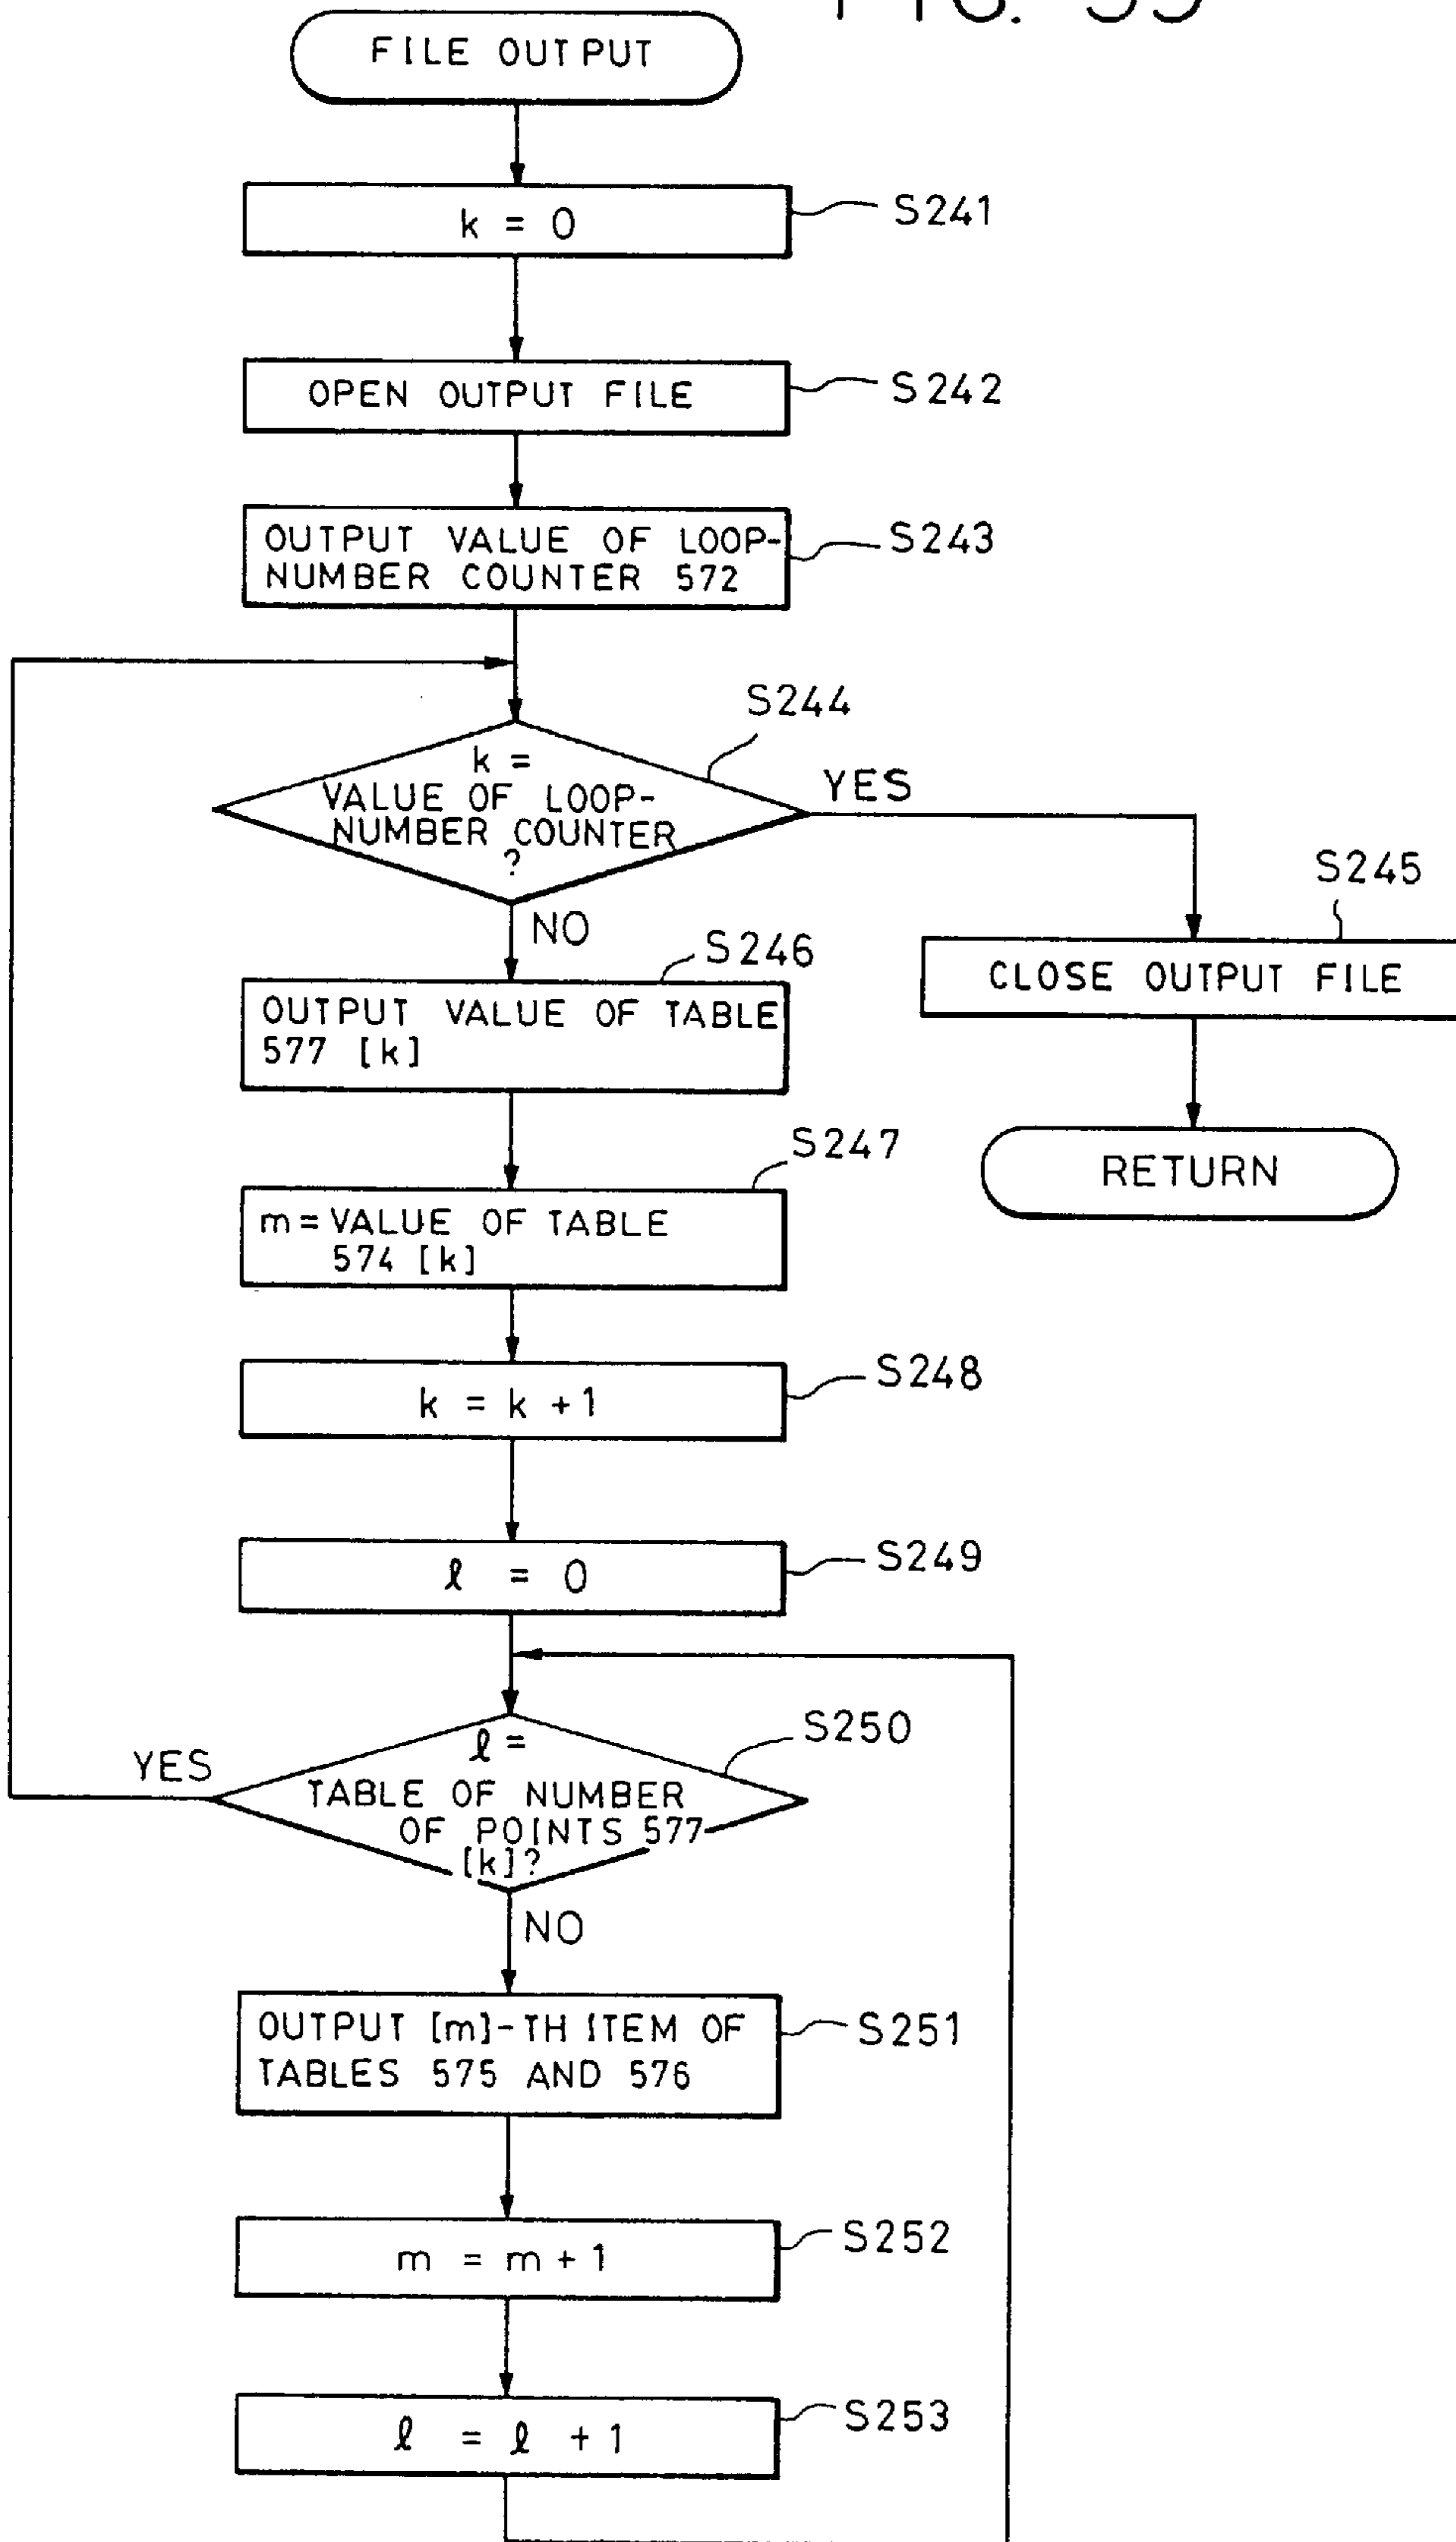 FILE OUTPUT
k = 0
S241
OPEN OUTPUT FILE
S242
OUTPUT VALUE OF LOOP-
NUMBER COUNTER 572
S243
S244
k =
VALUE OF LOOP-
NUMBER COUNTER
?
YES
NO
S245
CLOSE OUTPUT FILE
RETURN
S246
OUTPUT VALUE OF TABLE
577 [k]
S247
m = VALUE OF TABLE
574 [k]
k = k + 1
S248
ℓ = 0
S249
S250
ℓ =
TABLE OF NUMBER
OF POINTS 577
[k] ?
YES
NO
OUTPUT [m]-TH ITEM OF
TABLES 575 AND 576
S251
m = m + 1
S252
ℓ = ℓ + 1
S253